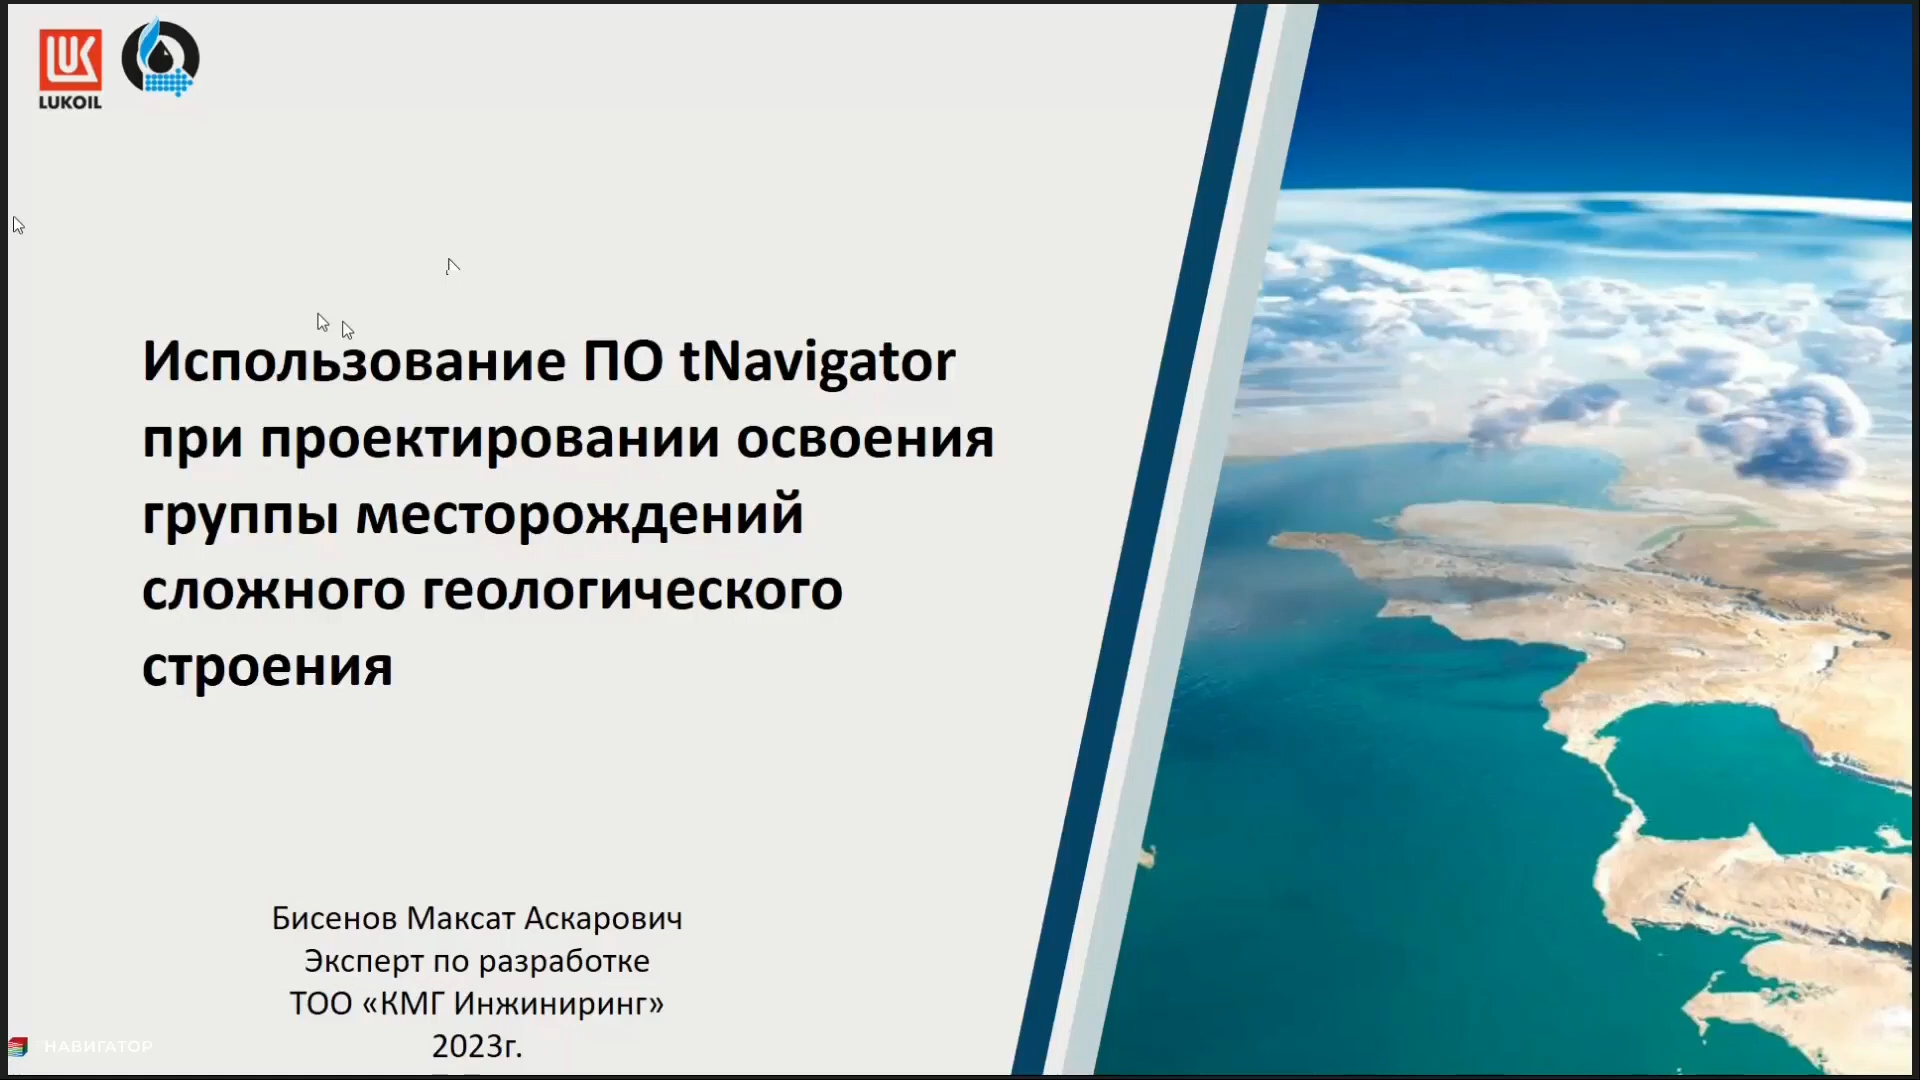 LUK
LUKOIL
Использование ПО tNavigator
при проектировании освоения
группы месторождений
сложного геологического
строения
Бисенов Максат Аскарович
Эксперт по разработке
ТОО «КМГ Инжиниринг»
2023г.
НАВИГАТОР